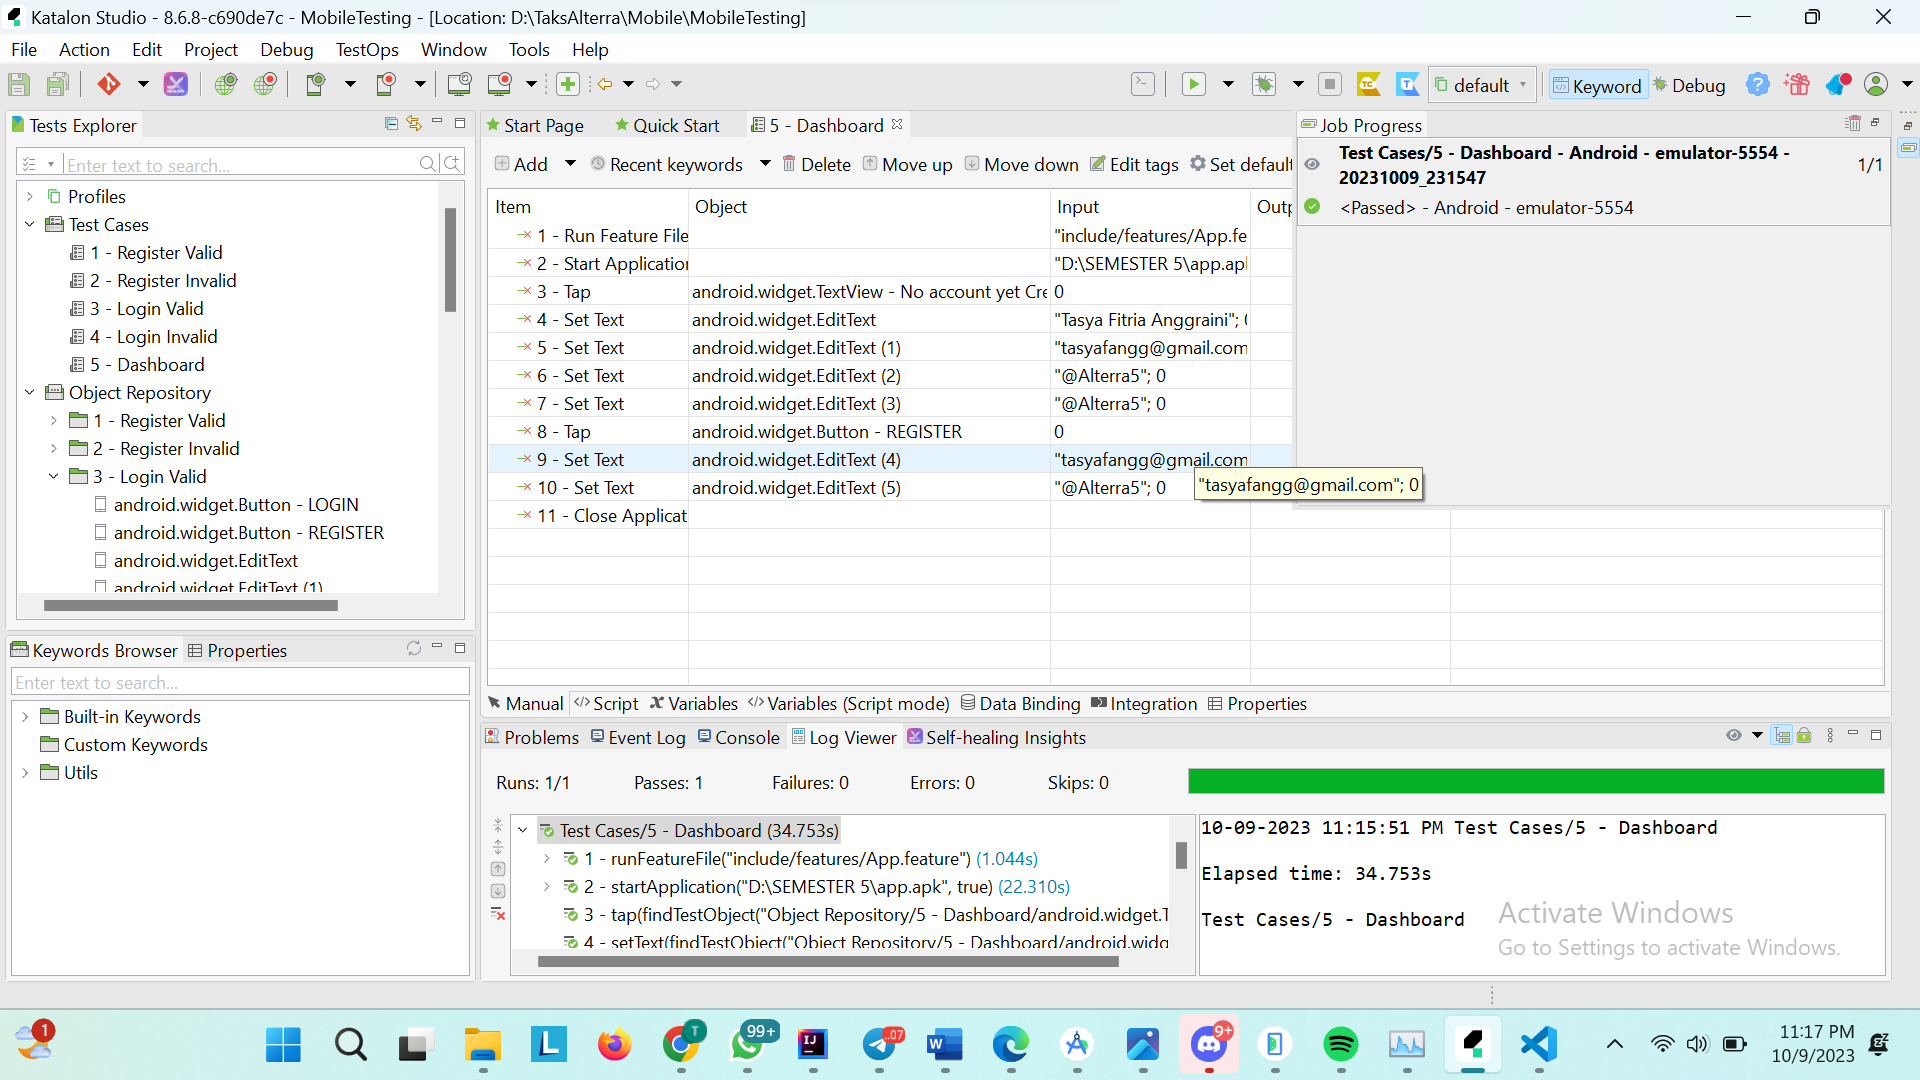 Katalon Studio - 8.6.8-c690de7c - MobileTesting - [Location: D:\TaksAlterra\Mobile\MobileTesting]
File Action Edit Project Debug TestOps Window Tools Help
default Keyword Debug
Tests Explorer
Enter text to search...
Profiles
Test Cases
1 - Register Valid
2 - Register Invalid
3 - Login Valid
4 - Login Invalid
5 - Dashboard
Object Repository
1 - Register Valid
2 - Register Invalid
3 - Login Valid
android.widget.Button - LOGIN
android.widget.Button - REGISTER
android.widget.EditText
android.widget.EditText (1)
Keywords Browser Properties
Enter text to search...
Built-in Keywords
Custom Keywords
Utils
Start Page Quick Start 5 - Dashboard
Add Recent keywords Delete Move up Move down Edit tags Set default
Item Object Input Outp
1 - Run Feature File "include/features/App.fe
2 - Start Application "D:\SEMESTER 5\app.apl
3 - Tap android.widget.TextView - No account yet Cre 0
4 - Set Text android.widget.EditText "Tasya Fitria Anggraini"; (
5 - Set Text android.widget.EditText (1) "tasyafangg@gmail.com
6 - Set Text android.widget.EditText (2) "@Alterra5"; 0
7 - Set Text android.widget.EditText (3) "@Alterra5"; 0
8 - Tap android.widget.Button - REGISTER 0
9 - Set Text android.widget.EditText (4) "tasyafangg@gmail.com
10 - Set Text android.widget.EditText (5) "@Alterra5"; 0
"tasyafangg@gmail.com"; 0
11 - Close Applicat
Job Progress
Test Cases/5 - Dashboard - Android - emulator-5554 -
20231009_231547
1/1
<Passed> - Android - emulator-5554
Manual Script Variables Variables (Script mode) Data Binding Integration Properties
Problems Event Log Console Log Viewer Self-healing Insights
Runs: 1/1 Passes: 1 Failures: 0 Errors: 0 Skips: 0
Test Cases/5 - Dashboard (34.753s)
1 - runFeatureFile("include/features/App.feature") (1.044s)
2 - startApplication("D:\SEMESTER 5\app.apk", true) (22.310s)
3 - tap(findTestObject("Object Repository/5 - Dashboard/android.widget.T
4 - setText(findTestObject("Object Repository/5 - Dashboard/android.widg
10-09-2023 11:15:51 PM Test Cases/5 - Dashboard
Elapsed time: 34.753s
Test Cases/5 - Dashboard
Activate Windows
Go to Settings to activate Windows.
1
T
99+
..07
9+
11:17 PM
10/9/2023